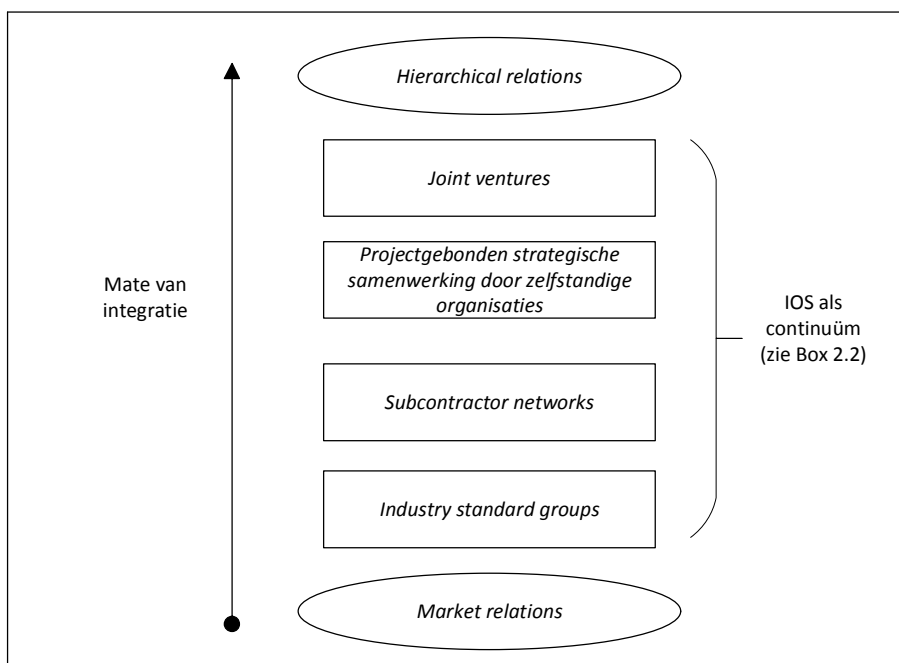 Hierarchical relations
Joint ventures
Projectgebonden strategische
samenwerking door zelfstandige
organisaties
Mate van
integratie
IOS als
continuüm
(zie Box 2.2)
Subcontractor networks
Industry standard groups
Market relations